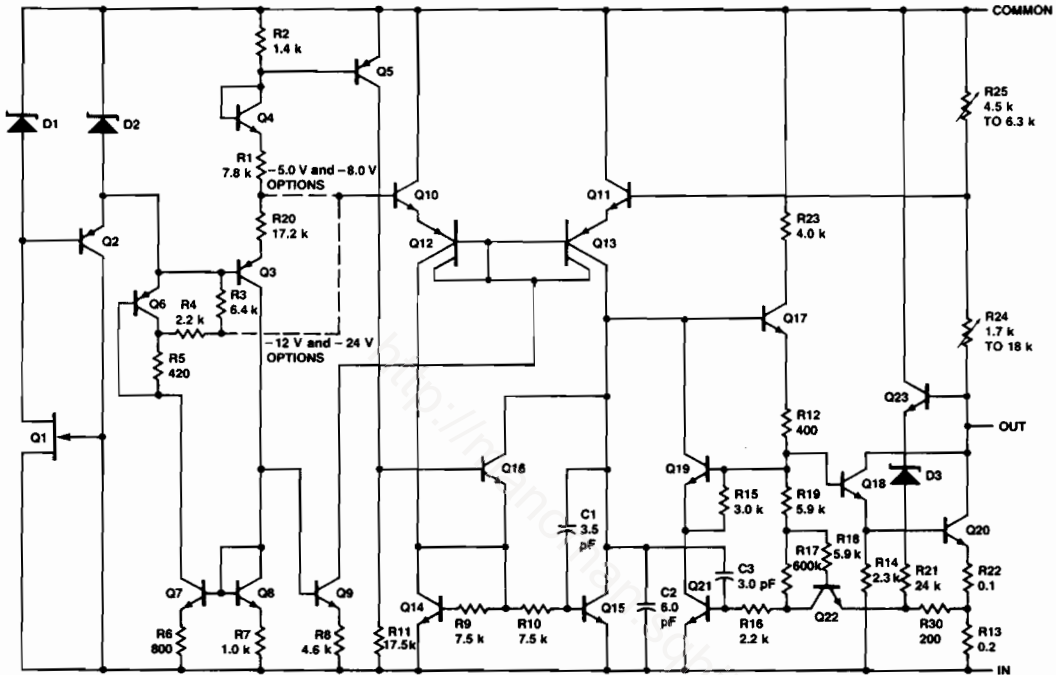 COMMON
R2
1.4 k
Q5
R25
4.5 k
TO 6.3 k
D1
D2
Q4
R1
7.8 k
-5.0 V and -8.0 V
OPTIONS
Q10
Q11
R20
17.2 k
R23
4.0 k
Q2
Q12
Q13
Q3
Q6
R4
2.2 k
R3
6.4 k
Q17
R24
1.7 k
TO 18 k
-12 V and -24 V
OPTIONS
R5
420
Q23
R12
400
OUT
Q1
Q16
Q19
Q18
D3
R15
3.0 k
R19
5.9 k
C1
3.5
pF
Q20
R17
600k
R18
5.9 k
R14
2.3 k
R21
24 k
R22
0.1
Q7
Q8
Q9
Q14
R9
7.5 k
R10
7.5 k
Q15
C2
6.0
pF
C3
3.0 pF
Q21
R16
2.2 k
Q22
R30
200
R13
0.2
R6
800
R7
1.0 k
R8
4.6 k
R11
17.5k
IN